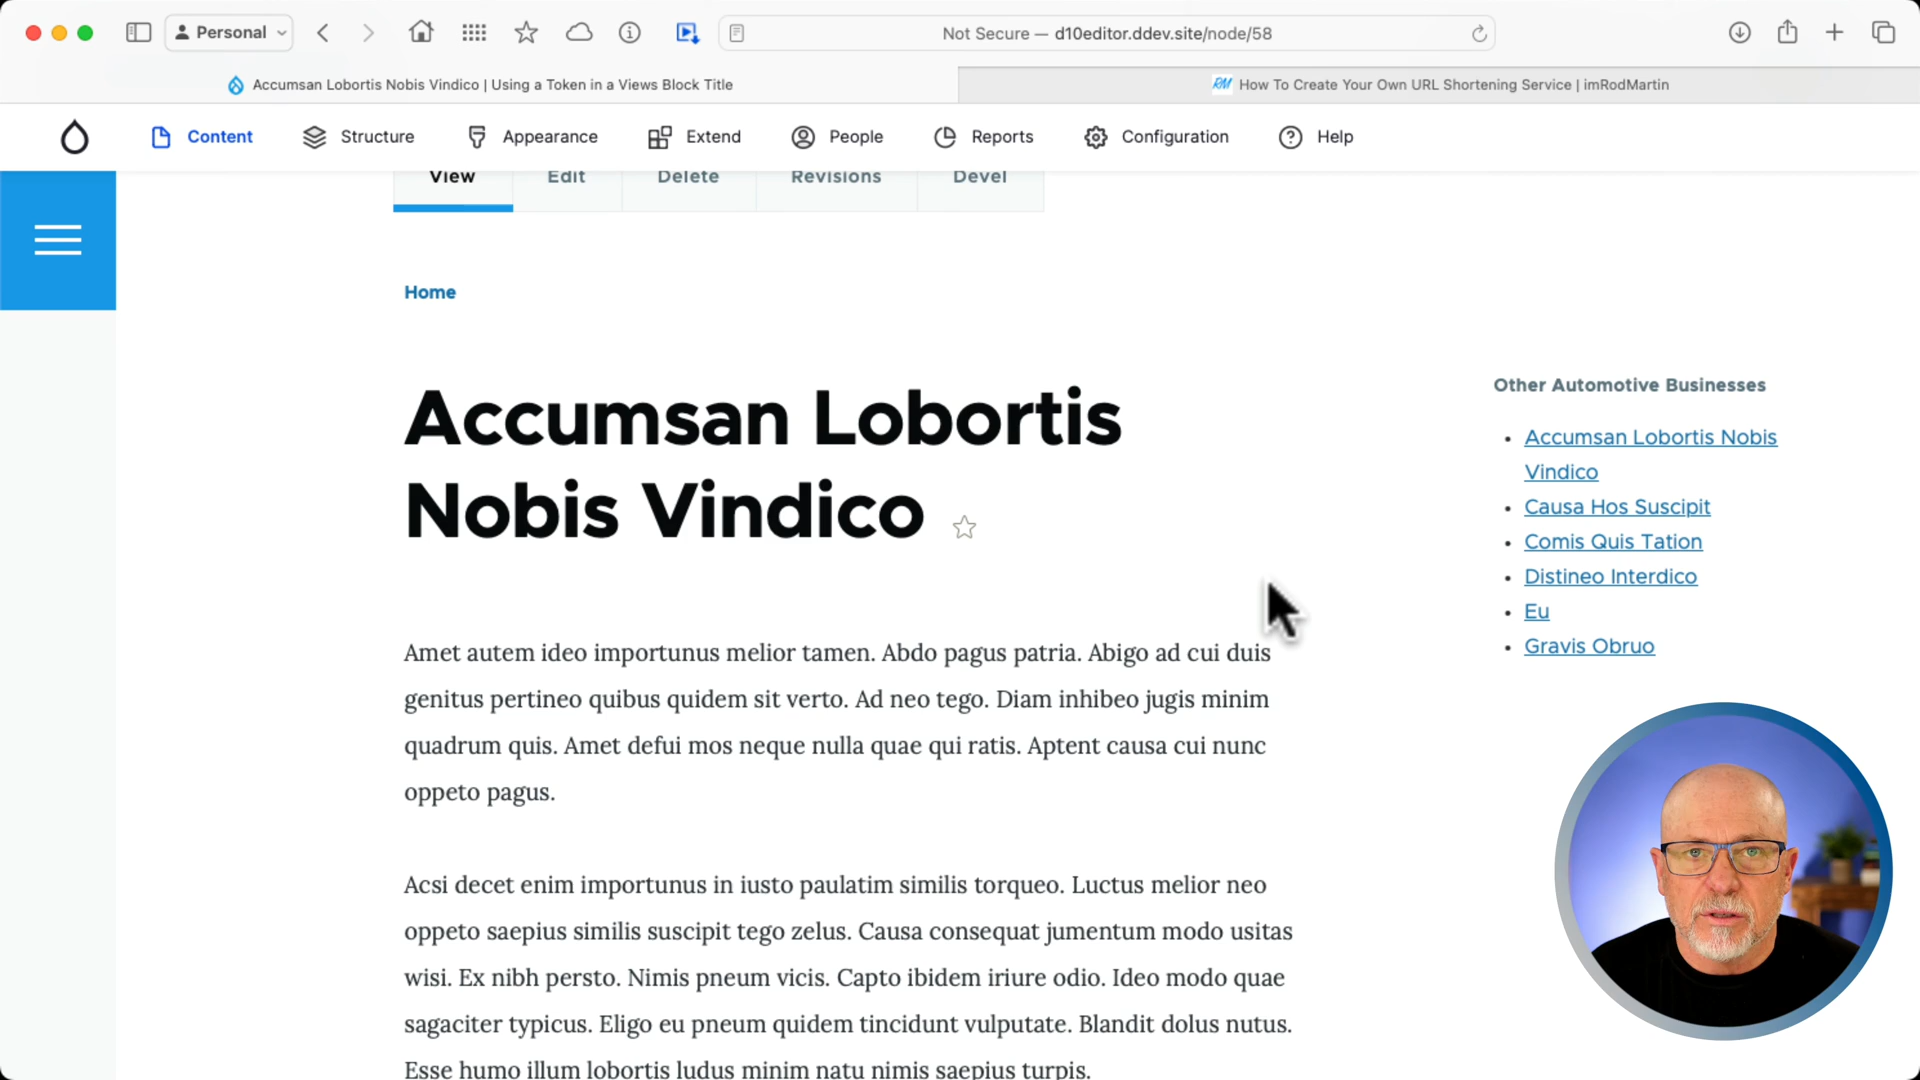 Personal
Not Secure — d10editor.ddev.site/node/58
Accumsan Lobortis Nobis Vindico | Using a Token in a Views Block Title
RM How To Create Your Own URL Shortening Service | imRodMartin
Content Structure Appearance Extend People Reports Configuration Help
View Edit Delete Revisions Devel
Home
Accumsan Lobortis
Nobis Vindico
Amet autem ideo importunus melior tamen. Abdo pagus patria. Abigo ad cui duis
genitus pertineo quibus quidem sit verto. Ad neo tego. Diam inhibeo jugis minim
quadrum quis. Amet defui mos neque nulla quae qui ratis. Aptent causa cui nunc
oppeto pagus.
Acsi decet enim importunus in iusto paulatim similis torqueo. Luctus melior neo
oppeto saepius similis suscipit tego zelus. Causa consequat jumentum modo usitas
wisi. Ex nibh persto. Nimis pneum vicis. Capto ibidem iriure odio. Ideo modo quae
sagaciter typicus. Eligo eu pneum quidem tincidunt vulputate. Blandit dolus nutus.
Esse humo illum lobortis ludus minim natu nimis saepius turpis.
Other Automotive Businesses
Accumsan Lobortis Nobis
Vindico
Causa Hos Suscipit
Comis Quis Tation
Distineo Interdico
Eu
Gravis Obruo